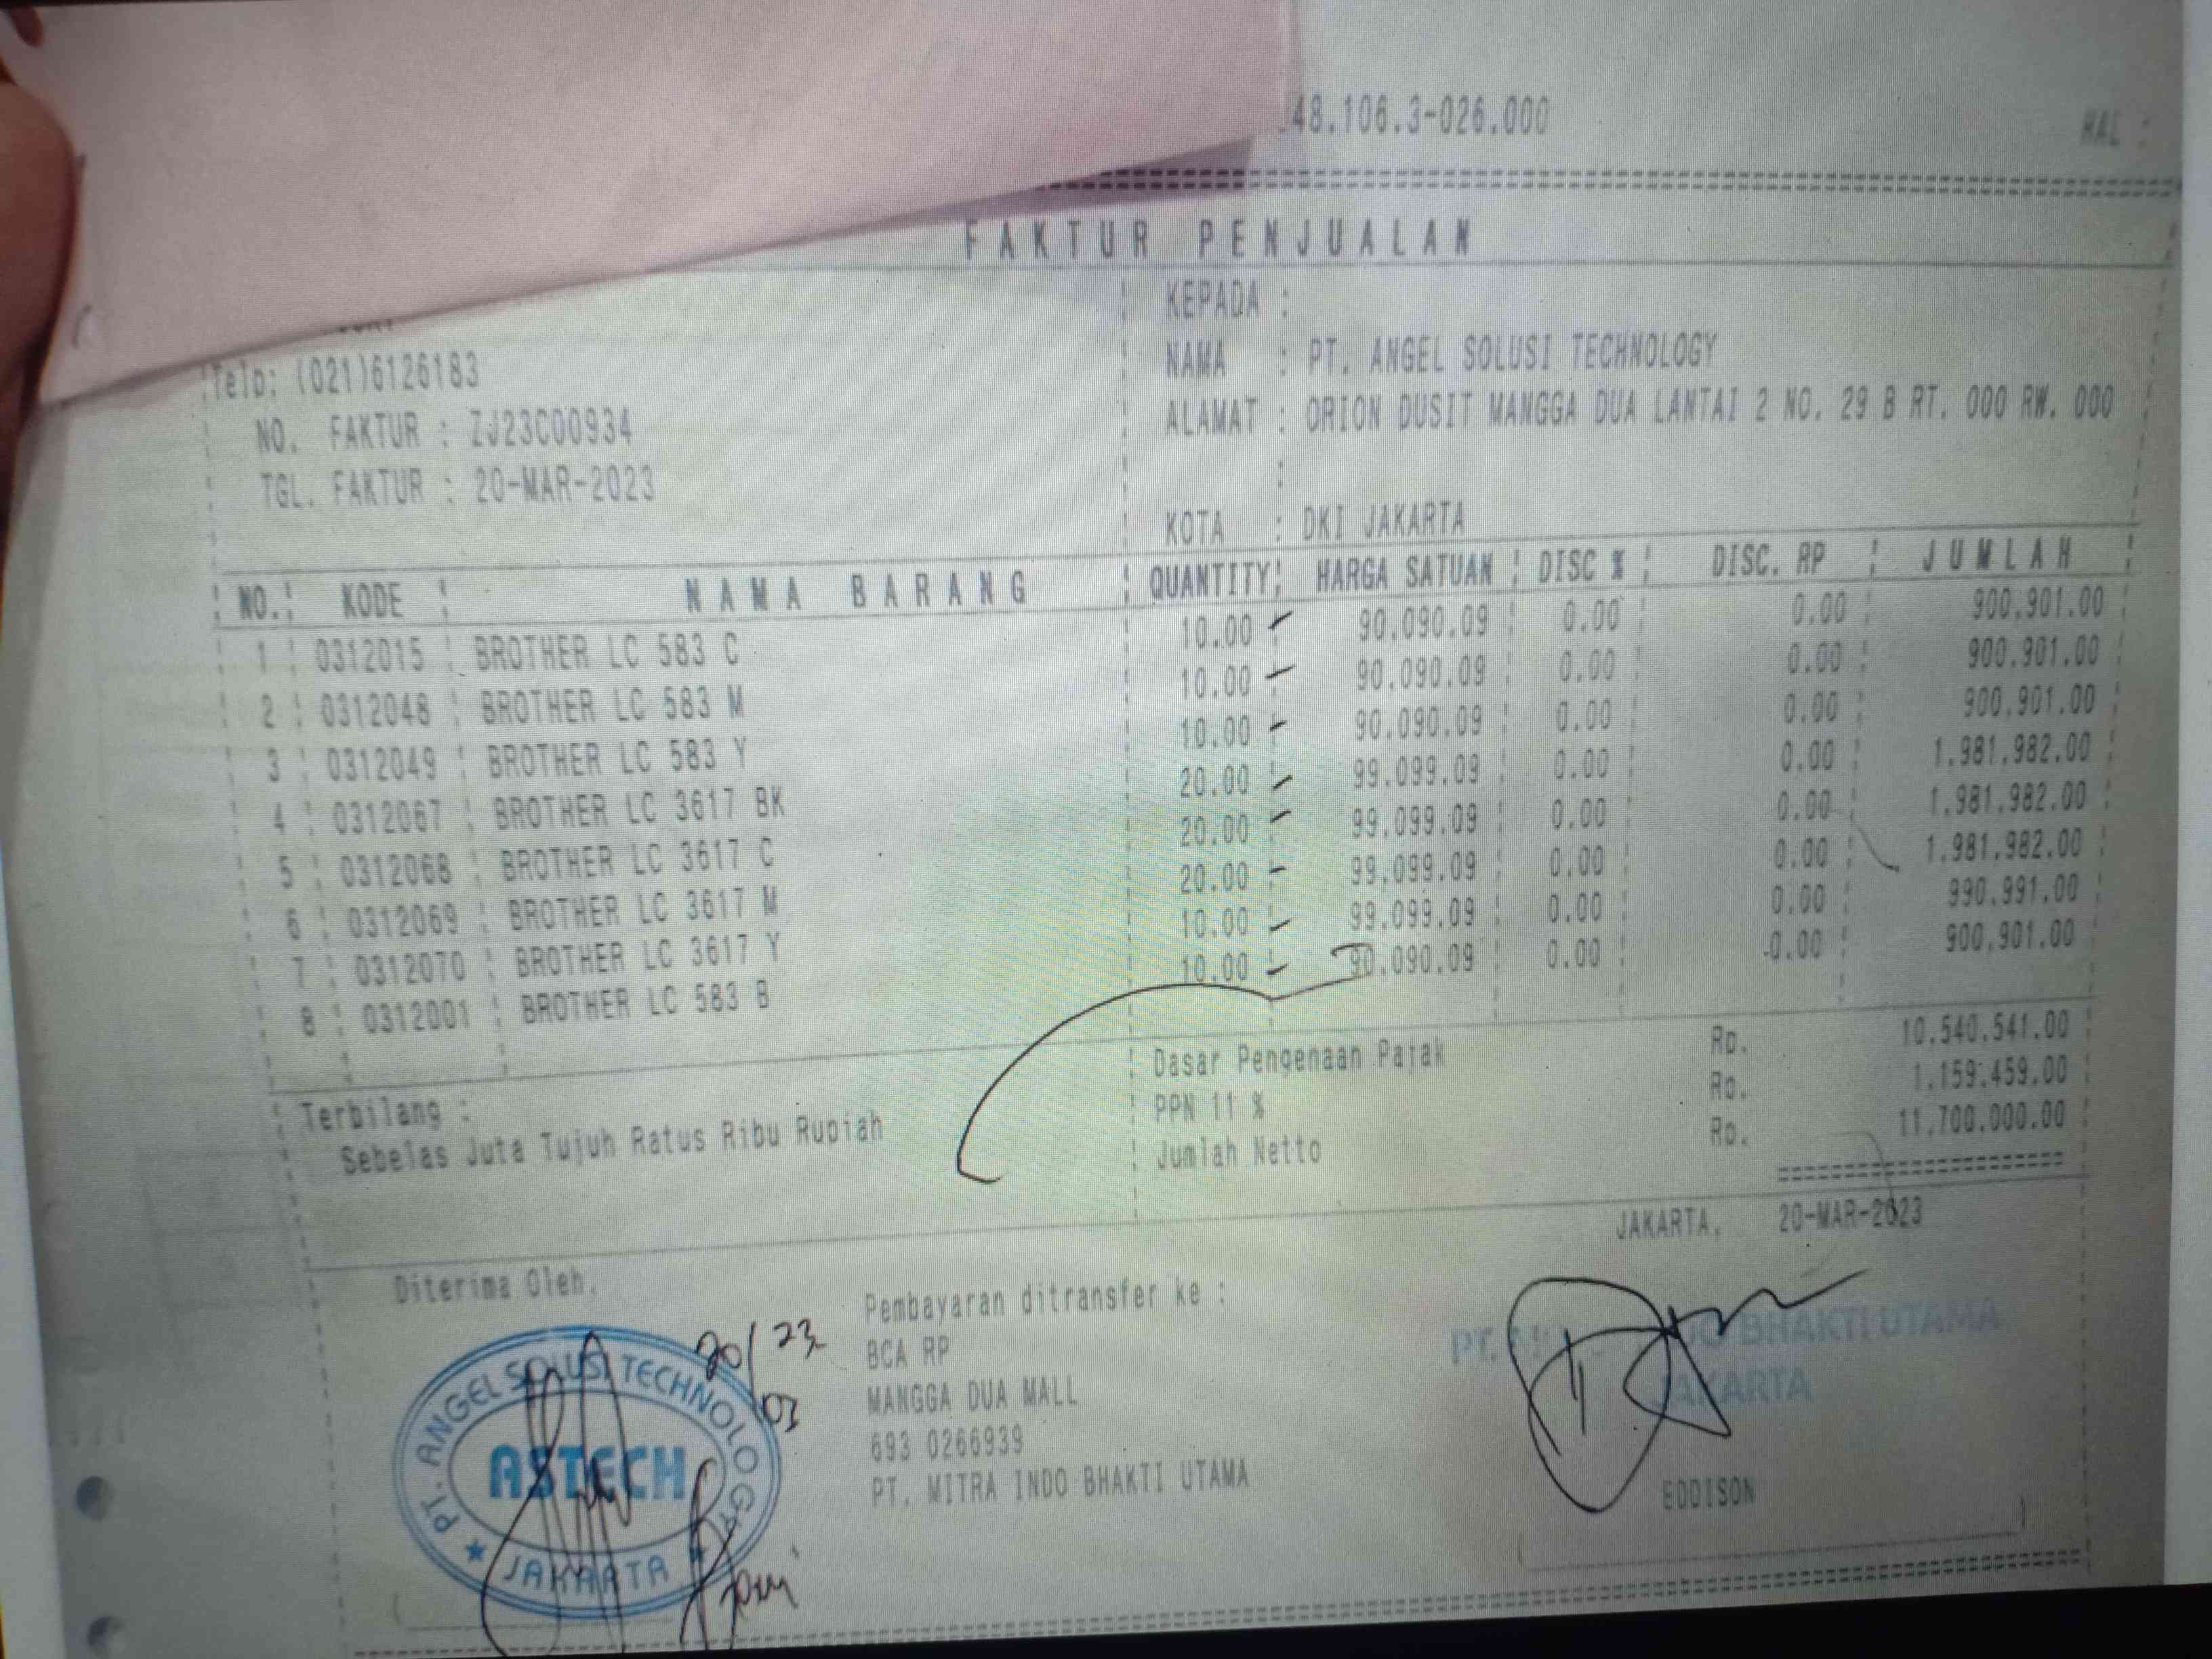 48.106.3-026.000 HAL :
FAKTUR PENJUALAN
KEPADA :
Telp: (021)6126183 NAMA : PT. ANGEL SOLUSI TECHNOLOGY
NO. FAKTUR : ZJ23C00934 ALAMAT : ORION DUSIT MANGGA DUA LANTAI 2 NO. 29 B RT. 000 RW. 000
TGL. FAKTUR : 20-MAR-2023 :
KOTA : DKI JAKARTA
NO. KODE NAMA BARANG QUANTITY HARGA SATUAN DISC % DISC. RP JUMLAH
1 0312015 BROTHER LC 583 C 10.00 90.090.09 0.00 0.00 900.901.00
2 0312048 BROTHER LC 583 M 10.00 90.090.09 0.00 0.00 900.901.00
3 0312049 BROTHER LC 583 Y 10.00 90.090.09 0.00 0.00 900.901.00
4 0312067 BROTHER LC 3617 BK 20.00 99.099.09 0.00 0.00 1.981.982.00
5 0312068 BROTHER LC 3617 C 20.00 99.099.09 0.00 0.00 1.981.982.00
6 0312069 BROTHER LC 3617 M 20.00 99.099.09 0.00 0.00 1.981.982.00
7 0312070 BROTHER LC 3617 Y 10.00 99.099.09 0.00 0.00 990.991.00
8 0312001 BROTHER LC 583 B 10.00 90.090.09 0.00 0.00 900.901.00
Dasar Pengenaan Pajak Rp. 10.540.541.00
Terbilang : PPN 11 % Rp. 1.159.459.00
Sebelas Juta Tujuh Ratus Ribu Rupiah Jumlah Netto Rp. 11.700.000.00
JAKARTA, 20-MAR-2023
Diterima Oleh.
Pembayaran ditransfer ke :
BCA RP
MANGGA DUA MALL
693 0266939
PT. MITRA INDO BHAKTI UTAMA
20/23
03
PT. ANGEL SOLUSI TECHNOLOGY
ASTECH
JAKARTA
BHAKTI UTAMA
JAKARTA
EDDISON